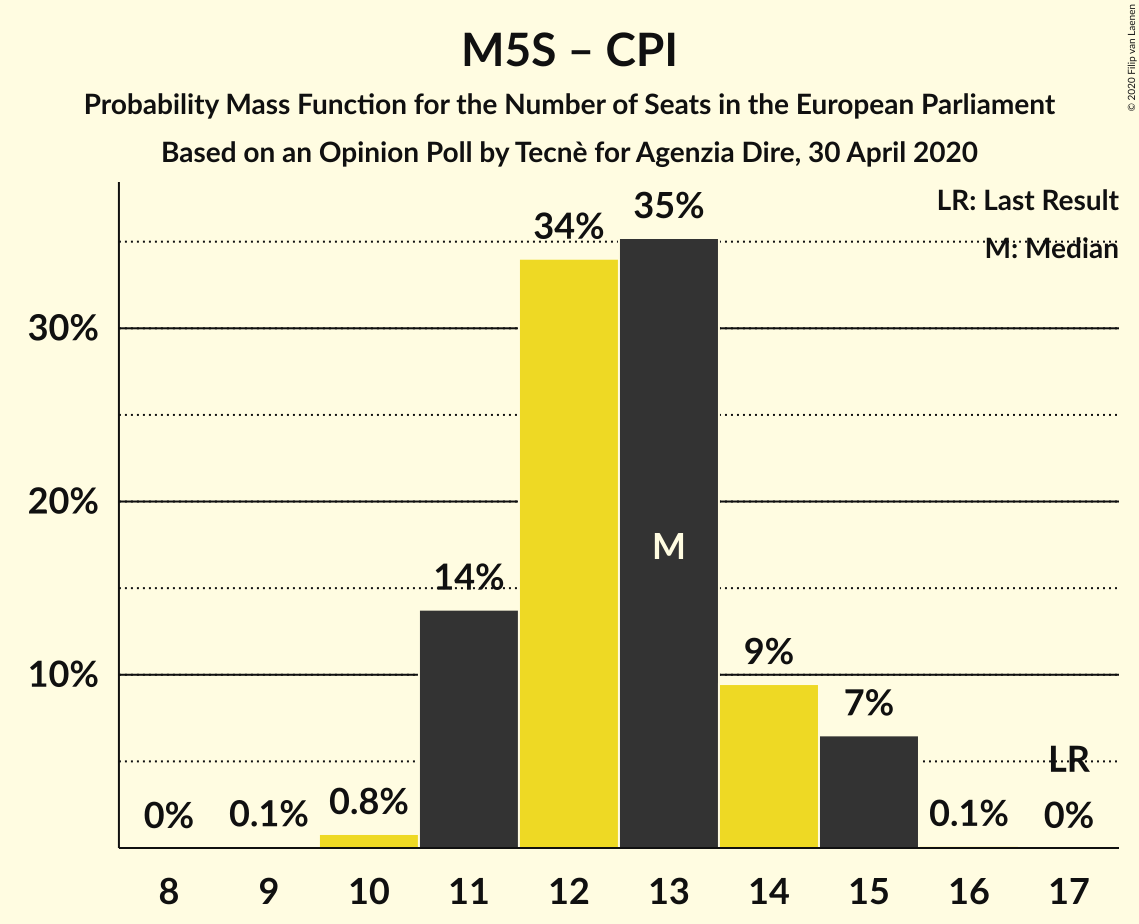 M5S – CPI
Probability Mass Function for the Number of Seats in the European Parliament
Based on an Opinion Poll by Tecnè for Agenzia Dire, 30 April 2020
© 2020 Filip van Laenen
LR: Last Result
M: Median
30%
20%
10%
0%
0.1%
0.8%
14%
34%
35%
M
9%
7%
0.1%
LR
0%
8 9 10 11 12 13 14 15 16 17